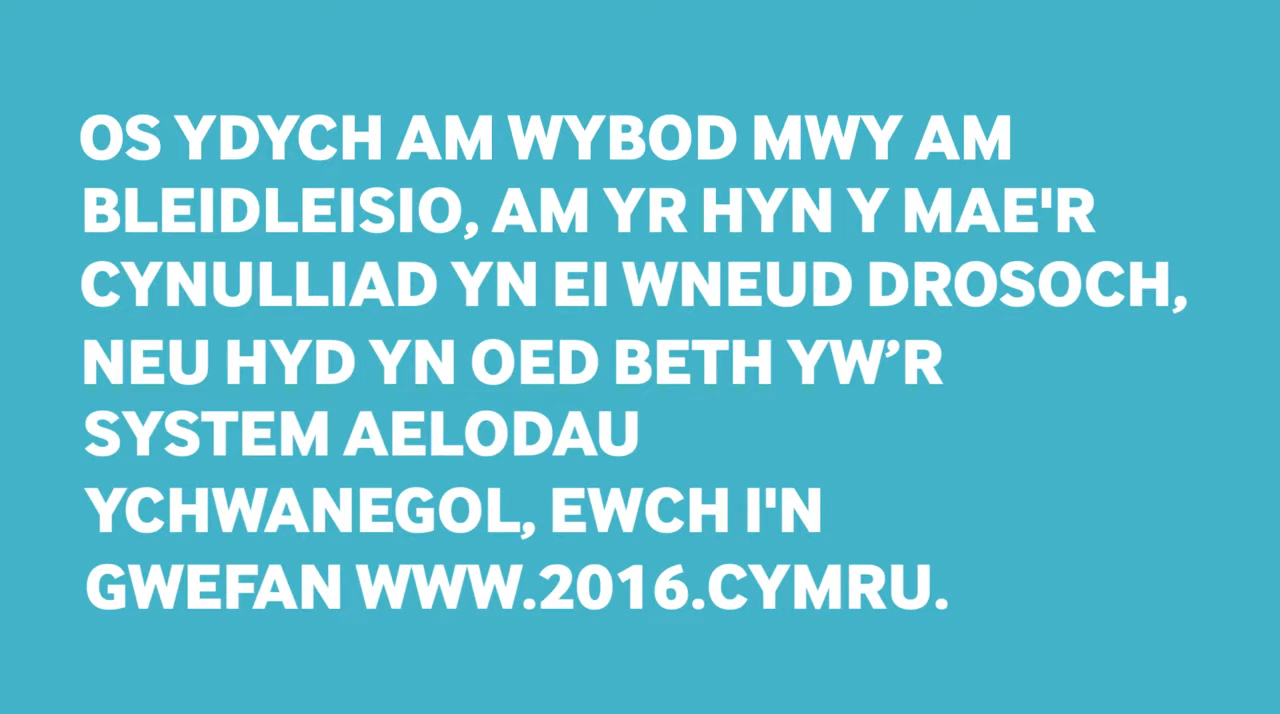 OS YDYCH AM WYBOD MWY AM
BLEIDLEISIO, AM YR HYN Y MAE'R
CYNULLIAD YN EI WNEUD DROSOCH,
NEU HYD YN OED BETH YW’R
SYSTEM AELODAU
YCHWANEGOL, EWCH I'N
GWEFAN WWW.2016.CYMRU.